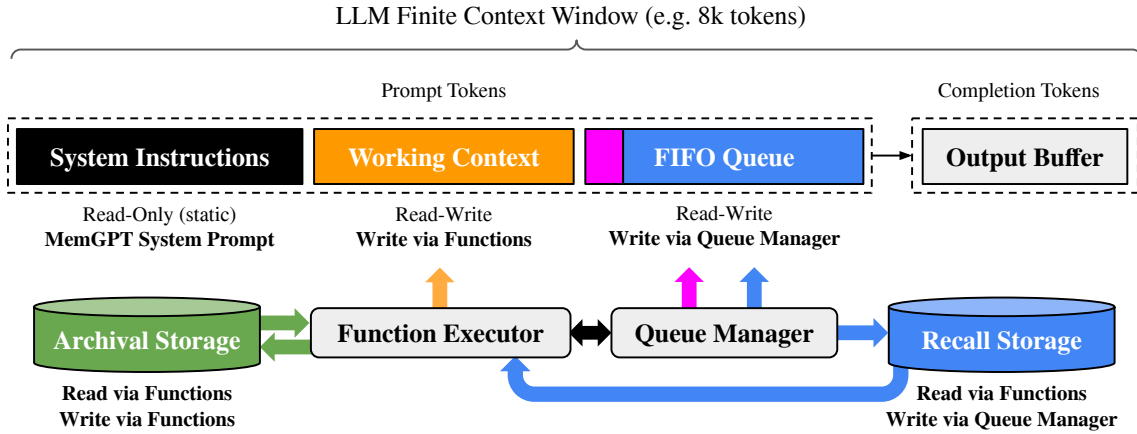 LLM Finite Context Window (e.g. 8k tokens)
Prompt Tokens
Completion Tokens
System Instructions
Working Context
FIFO Queue
Output Buffer
Read-Only (static)
MemGPT System Prompt
Read-Write
Write via Functions
Read-Write
Write via Queue Manager
Archival Storage
Function Executor
Queue Manager
Recall Storage
Read via Functions
Write via Functions
Read via Functions
Write via Queue Manager